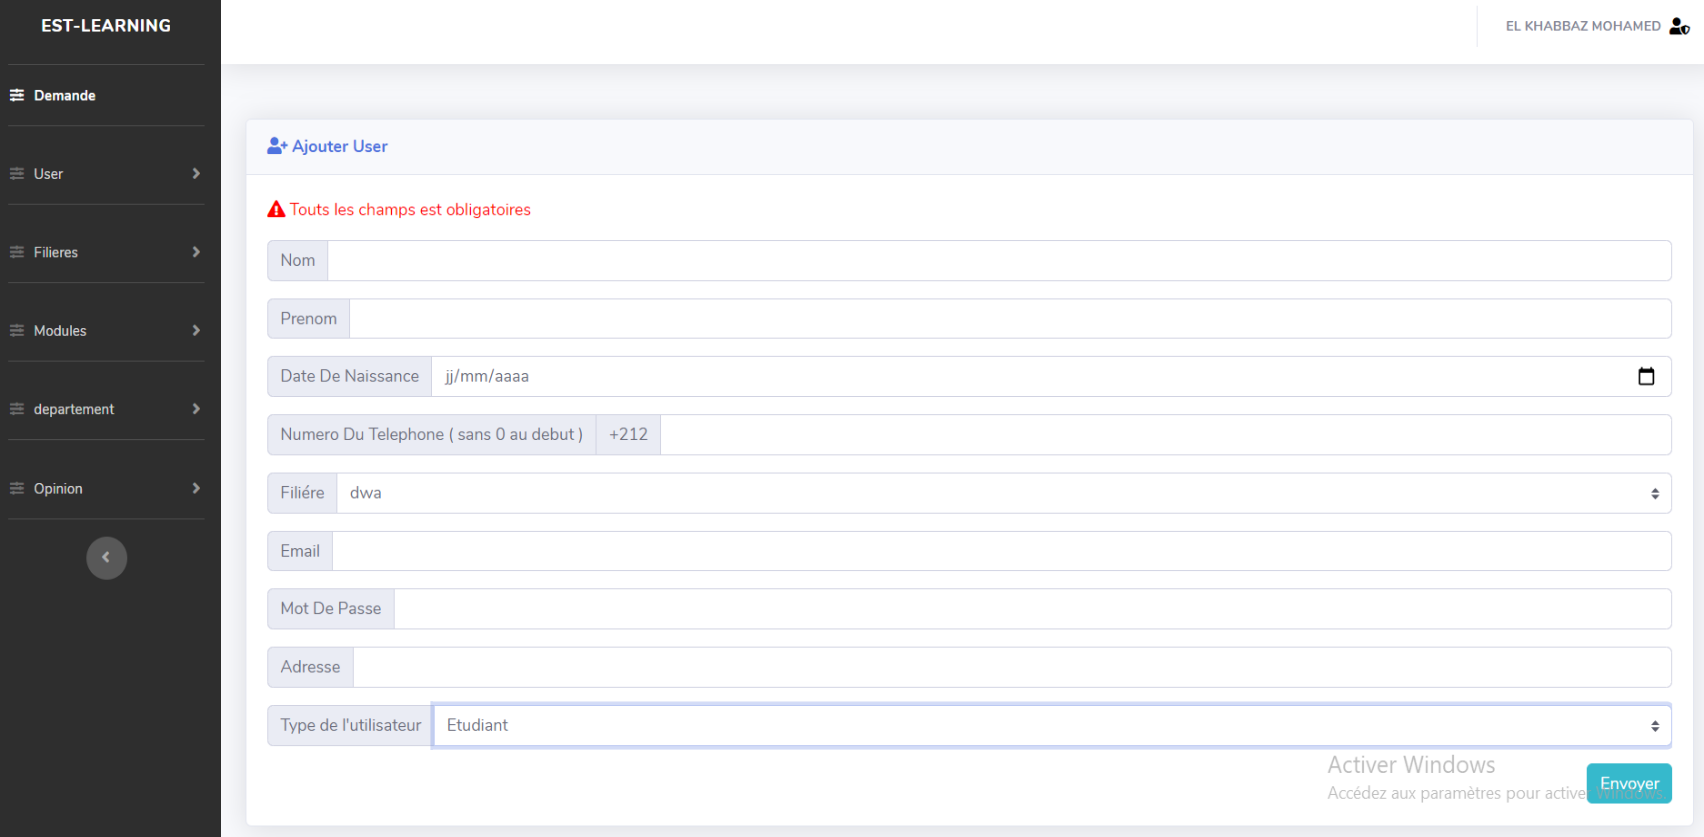 EST-LEARNING
EL KHABBAZ MOHAMED
Demande
User
Filieres
Modules
departement
Opinion
Ajouter User
Touts les champs est obligatoires
Nom
Prenom
Date De Naissance jj/mm/aaaa
Numero Du Telephone ( sans 0 au debut ) +212
Filiére dwa
Email
Mot De Passe
Adresse
Type de l'utilisateur Etudiant
Activer Windows
Accédez aux paramètres pour activer Windows.
Envoyer